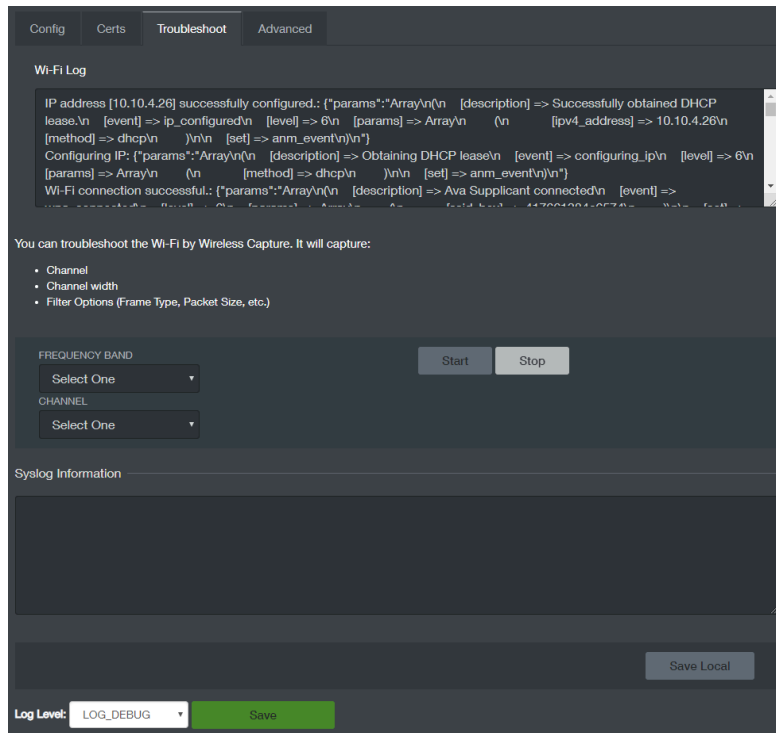 Config Certs Troubleshoot Advanced
Wi-Fi Log
IP address [10.10.4.26] successfully configured.: {"params":"Array\n(\n [description] => Successfully obtained DHCP
lease.\n [event] => ip_configured\n [level] => 6\n [params] => Array\n (\n [ipv4_address] => 10.10.4.26\n
[method] => dhcp\n )\n\n [set] => anm_event\n)\n"}
Configuring IP: {"params":"Array\n(\n [description] => Obtaining DHCP lease\n [event] => configuring_ip\n [level] => 6\n
[params] => Array\n (\n [method] => dhcp\n )\n\n [set] => anm_event\n)\n"}
Wi-Fi connection successful.: {"params":"Array\n(\n [description] => Ava Supplicant connected\n [event] =>
You can troubleshoot the Wi-Fi by Wireless Capture. It will capture:
• Channel
• Channel width
• Filter Options (Frame Type, Packet Size, etc.)
FREQUENCY BAND
Select One
Start Stop
CHANNEL
Select One
Syslog Information
Save Local
Log Level: LOG_DEBUG Save